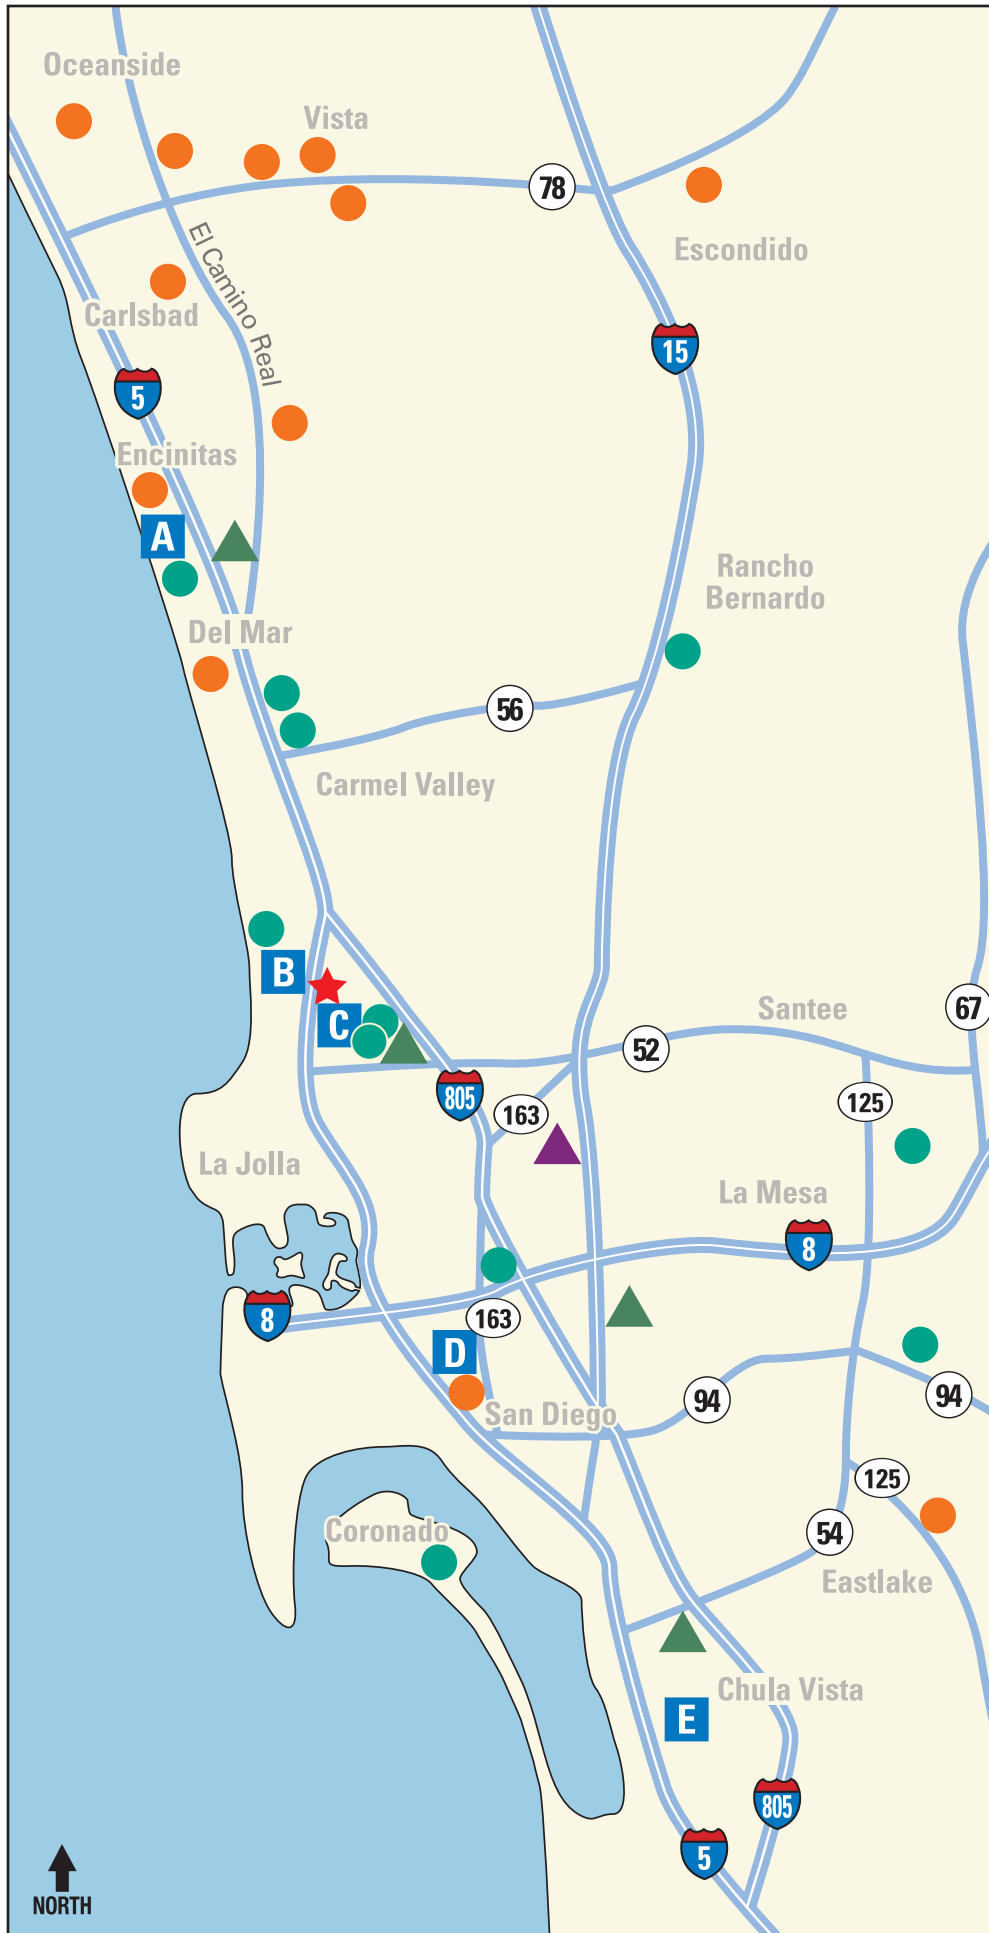 Oceanside
Vista
78
Escondido
El Camino Real
Carlsbad
15
5
Encinitas
A
Rancho
Bernardo
Del Mar
56
Carmel Valley
B
C
Santee
67
52
805
163
125
La Jolla
La Mesa
8
8
163
D
94
94
San Diego
125
Coronado
54
Eastlake
Chula Vista
E
805
5
NORTH